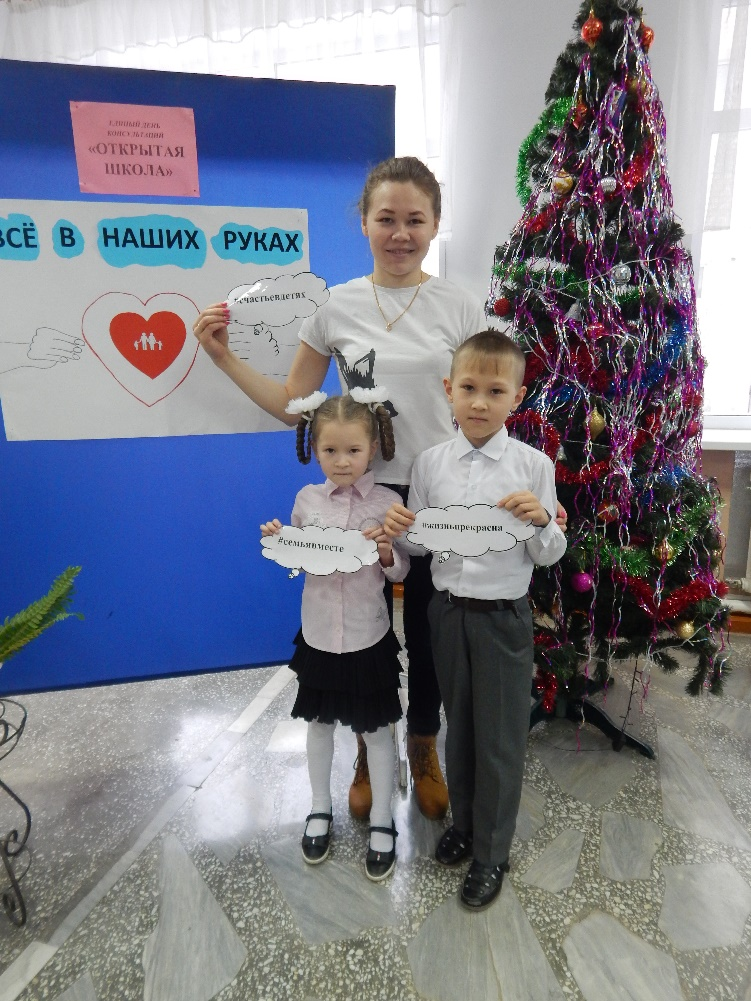 ЕДИНЫЙ ДЕНЬ
КОНСУЛЬТАЦИЙ
«ОТКРЫТАЯ
ШКОЛА»
ВСЁ В НАШИХ РУКАХ
#счастьевдетях
#семьявместе
#жизньпрекрасна